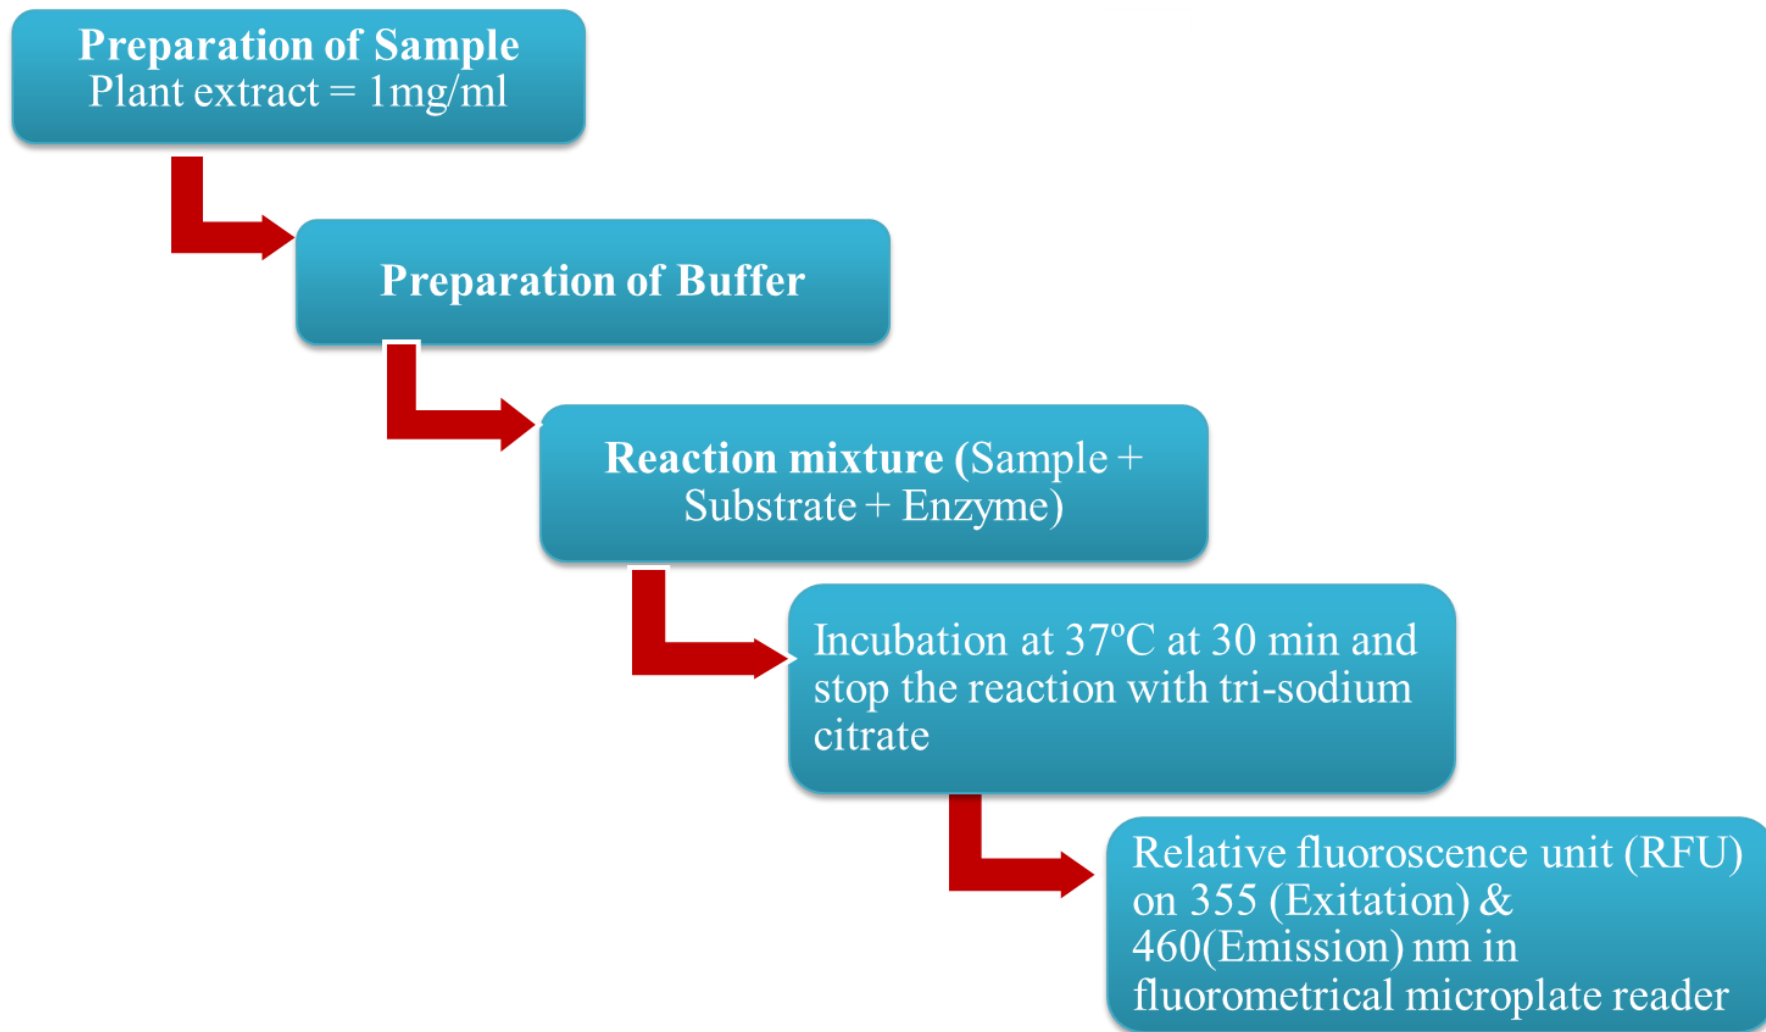 Preparation of Sample
Plant extract = 1mg/ml
Preparation of Buffer
Reaction mixture (Sample +
Substrate + Enzyme)
Incubation at 37ºC at 30 min and
stop the reaction with tri-sodium
citrate
Relative fluoroscence unit (RFU)
on 355 (Exitation) &
460(Emission) nm in
fluorometrical microplate reader